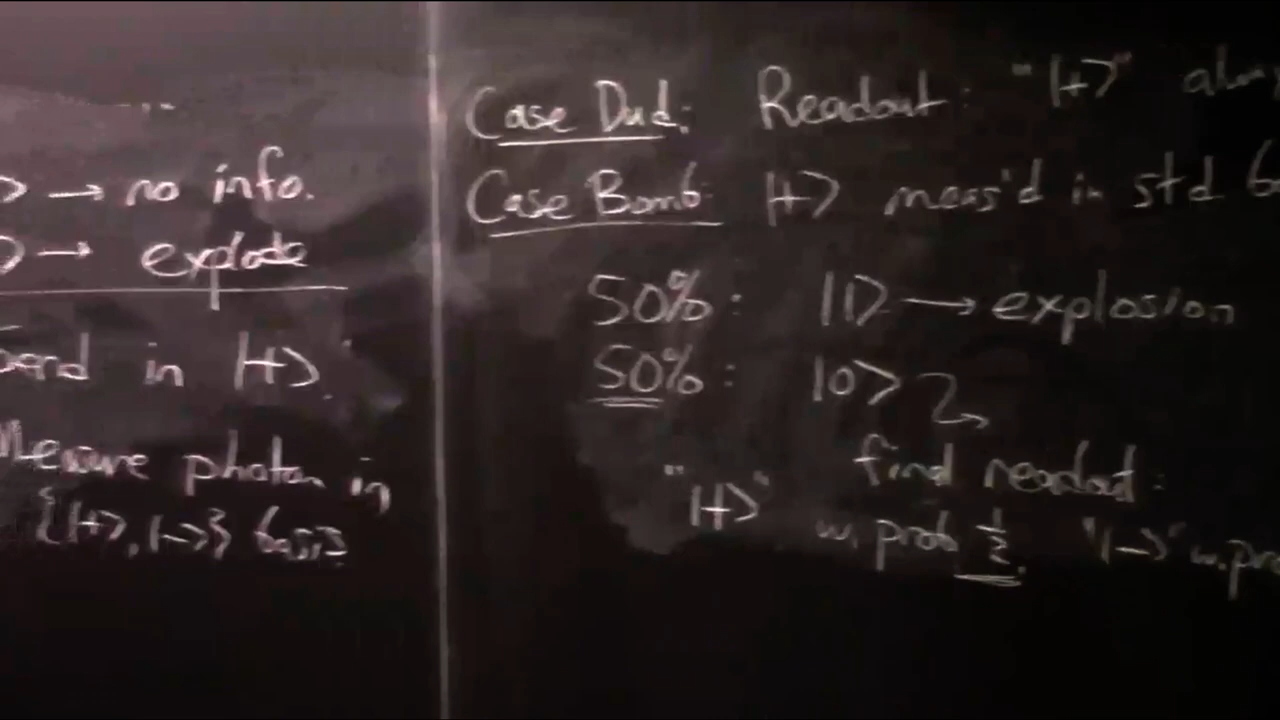 ⟩ → no info.
⟩ → explode
end in |+⟩
Measure photon in
{|+⟩, |-⟩} basis
Case Dud: Readout: "|+⟩"
Case Bomb: |+⟩ meas'd in std
50%: |1⟩ → explosion
50%: |0⟩ ↪
find readout:
"|+⟩" w. prob ½ "|-⟩" w.